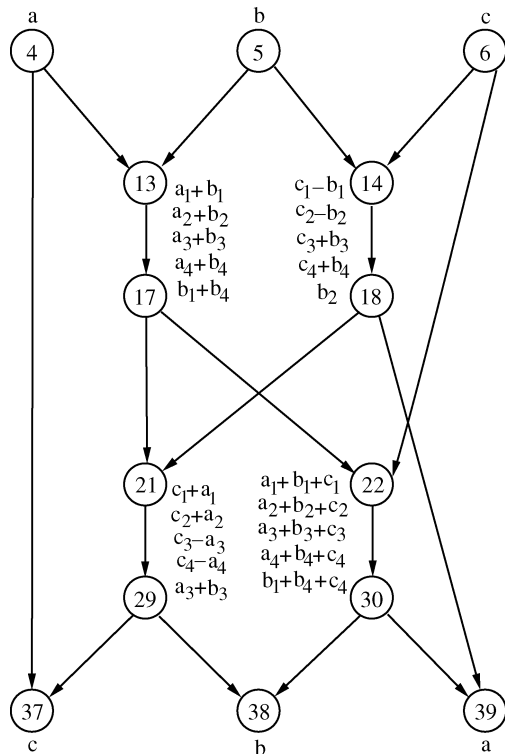 a b c
4 5 6
13 14
a₁+b₁ c₁−b₁
a₂+b₂ c₂−b₂
a₃+b₃ c₃+b₃
a₄+b₄ c₄+b₄
b₁+b₄ b₂
17 18
21 22
c₁+a₁ a₁+b₁+c₁
c₂+a₂ a₂+b₂+c₂
c₃−a₃ a₃+b₃+c₃
c₄−a₄ a₄+b₄+c₄
a₃+b₃ b₁+b₄+c₄
29 30
37 38 39
c b a